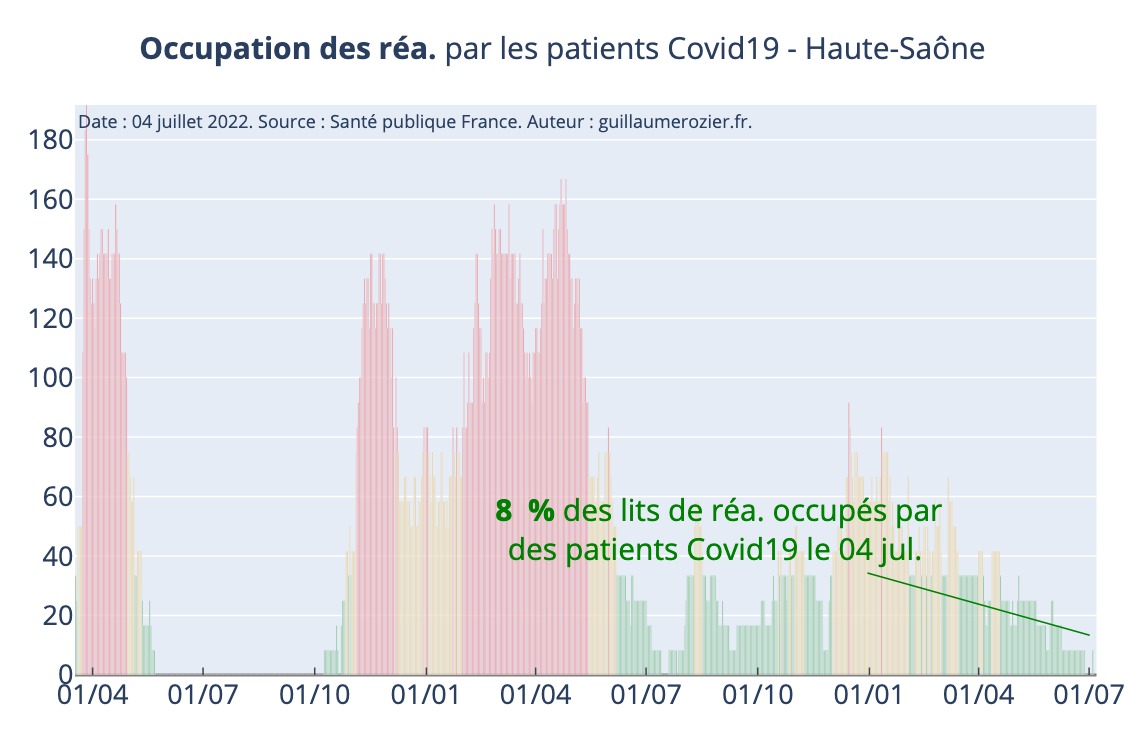 Occupation des réa. par les patients Covid19 - Haute-Saône
Date : 04 juillet 2022. Source : Santé publique France. Auteur : guillaumerozier.fr.
180
160
140
120
100
80
60
40
20
0
8 % des lits de réa. occupés par
des patients Covid19 le 04 jul.
01/04 01/07 01/10 01/01 01/04 01/07 01/10 01/01 01/04 01/07